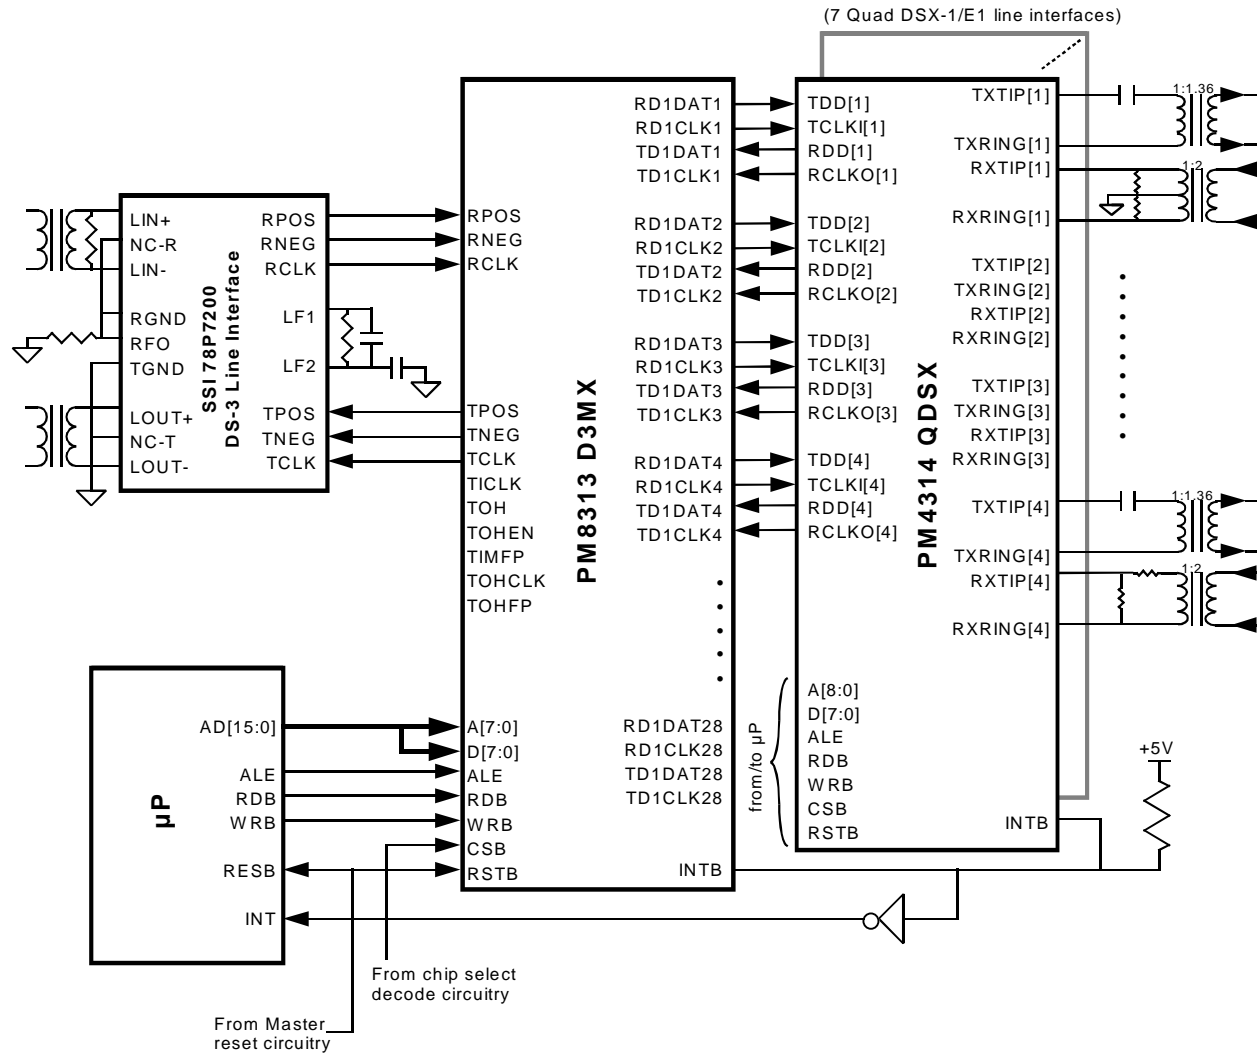 (7 Quad DSX-1/E1 line interfaces)
LIN+
NC-R
LIN-
RGND
RFO
TGND
LOUT+
NC-T
LOUT-
SSI 78P7200
DS-3 Line Interface
RPOS
RNEG
RCLK
LF1
LF2
TPOS
TNEG
TCLK
RPOS
RNEG
RCLK
TPOS
TNEG
TCLK
TICLK
TOH
TOHEN
TIMFP
TOHCLK
TOHFP
A[7:0]
D[7:0]
ALE
RDB
WRB
CSB
RSTB
PM8313 D3MX
RD1DAT1
RD1CLK1
TD1DAT1
TD1CLK1
RD1DAT2
RD1CLK2
TD1DAT2
TD1CLK2
RD1DAT3
RD1CLK3
TD1DAT3
TD1CLK3
RD1DAT4
RD1CLK4
TD1DAT4
TD1CLK4
RD1DAT28
RD1CLK28
TD1DAT28
TD1CLK28
INTB
TDD[1]
TCLKI[1]
RDD[1]
RCLKO[1]
TDD[2]
TCLKI[2]
RDD[2]
RCLKO[2]
TDD[3]
TCLKI[3]
RDD[3]
RCLKO[3]
TDD[4]
TCLKI[4]
RDD[4]
RCLKO[4]
from/to µP
A[8:0]
D[7:0]
ALE
RDB
WRB
CSB
RSTB
PM4314 QDSX
TXTIP[1]
TXRING[1]
RXTIP[1]
RXRING[1]
TXTIP[2]
TXRING[2]
RXTIP[2]
RXRING[2]
TXTIP[3]
TXRING[3]
RXTIP[3]
RXRING[3]
TXTIP[4]
TXRING[4]
RXTIP[4]
RXRING[4]
INTB
1:1.36
1:2
1:1.36
1:2
+5V
µP
AD[15:0]
ALE
RDB
WRB
RESB
INT
From chip select
decode circuitry
From Master
reset circuitry